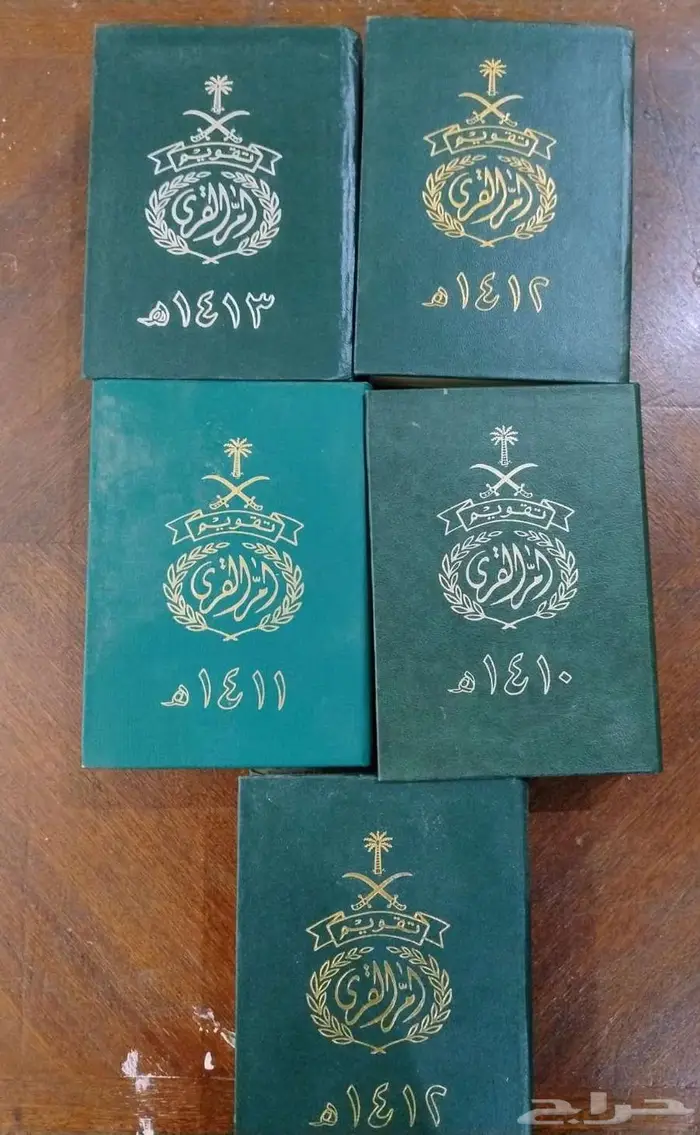 تقويم
أم القرى
١٤١٣هـ
تقويم
أم القرى
١٤١٢هـ
تقويم
أم القرى
١٤١١هـ
تقويم
أم القرى
١٤١٠هـ
تقويم
أم القرى
١٤١٢هـ
حراج